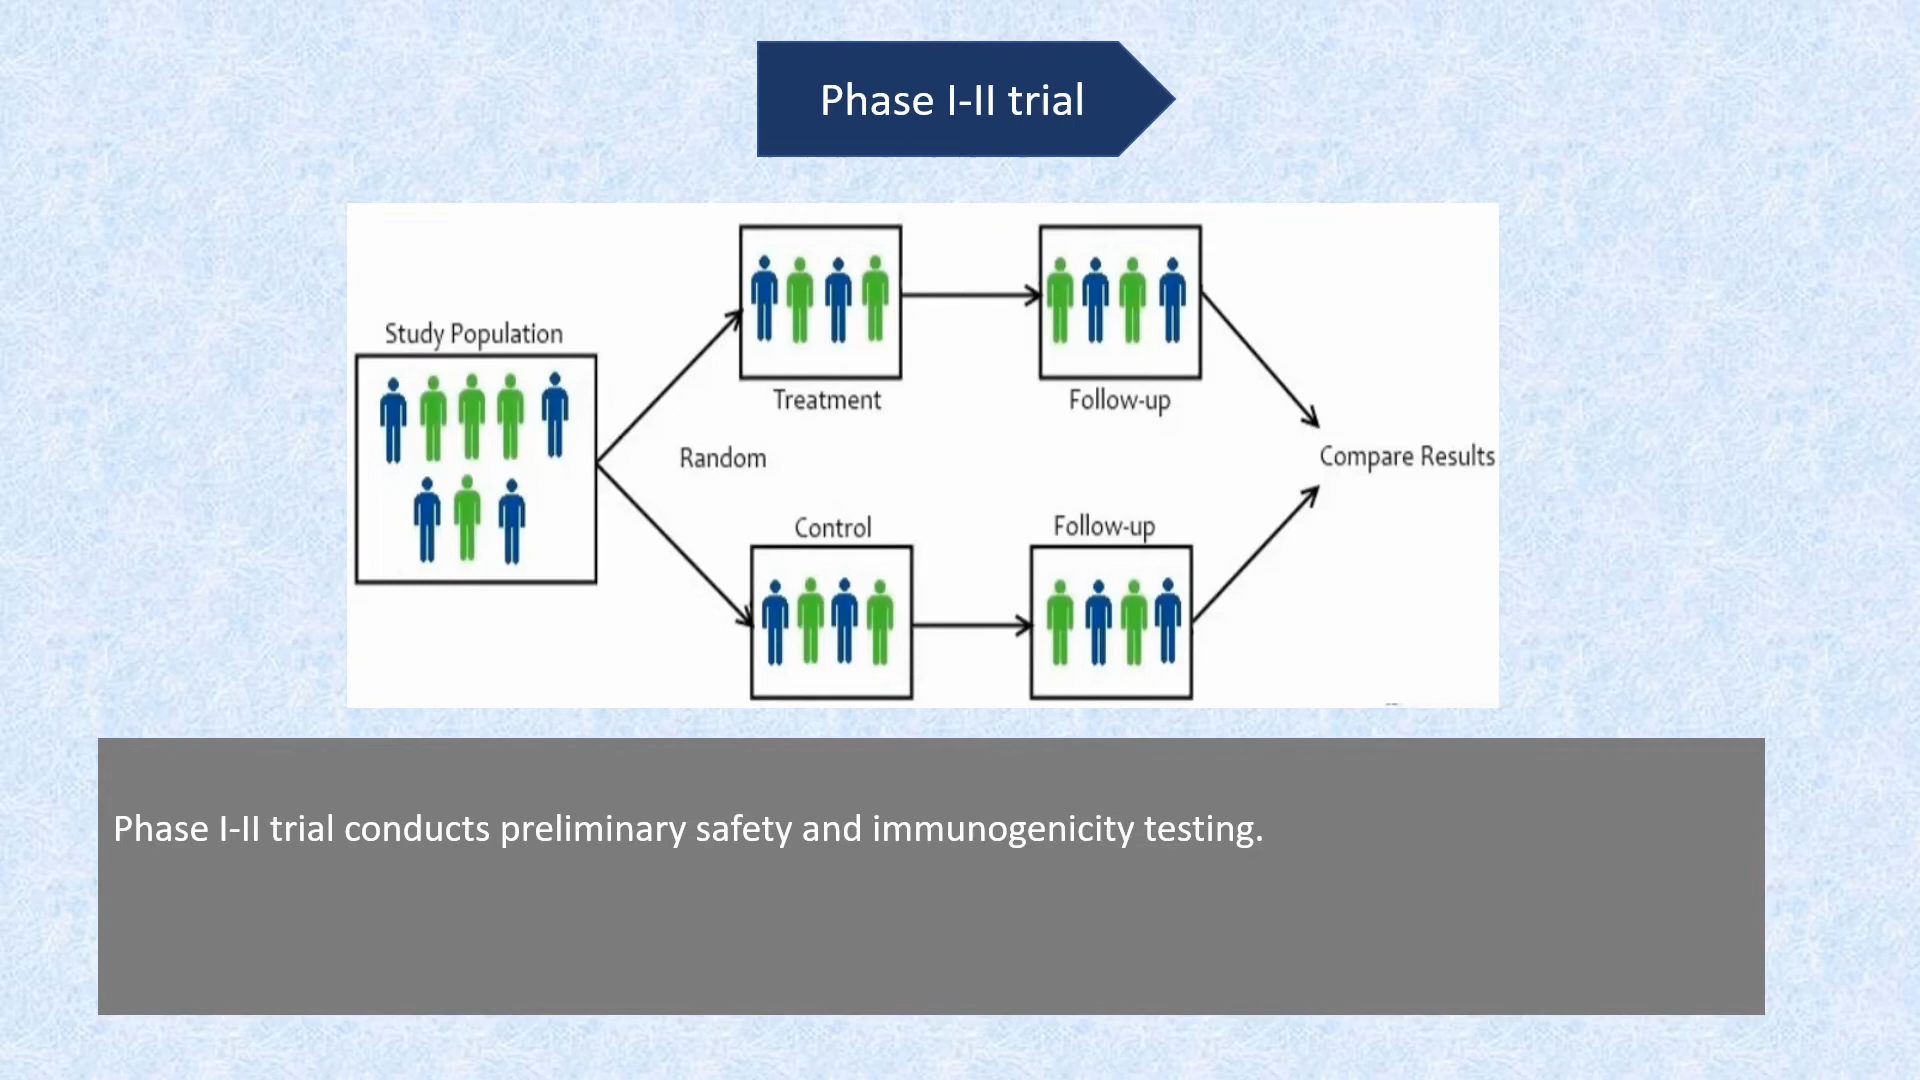 Phase I-II trial
Study Population
Treatment
Follow-up
Random
Compare Results
Control
Follow-up
Phase I-II trial conducts preliminary safety and immunogenicity testing.